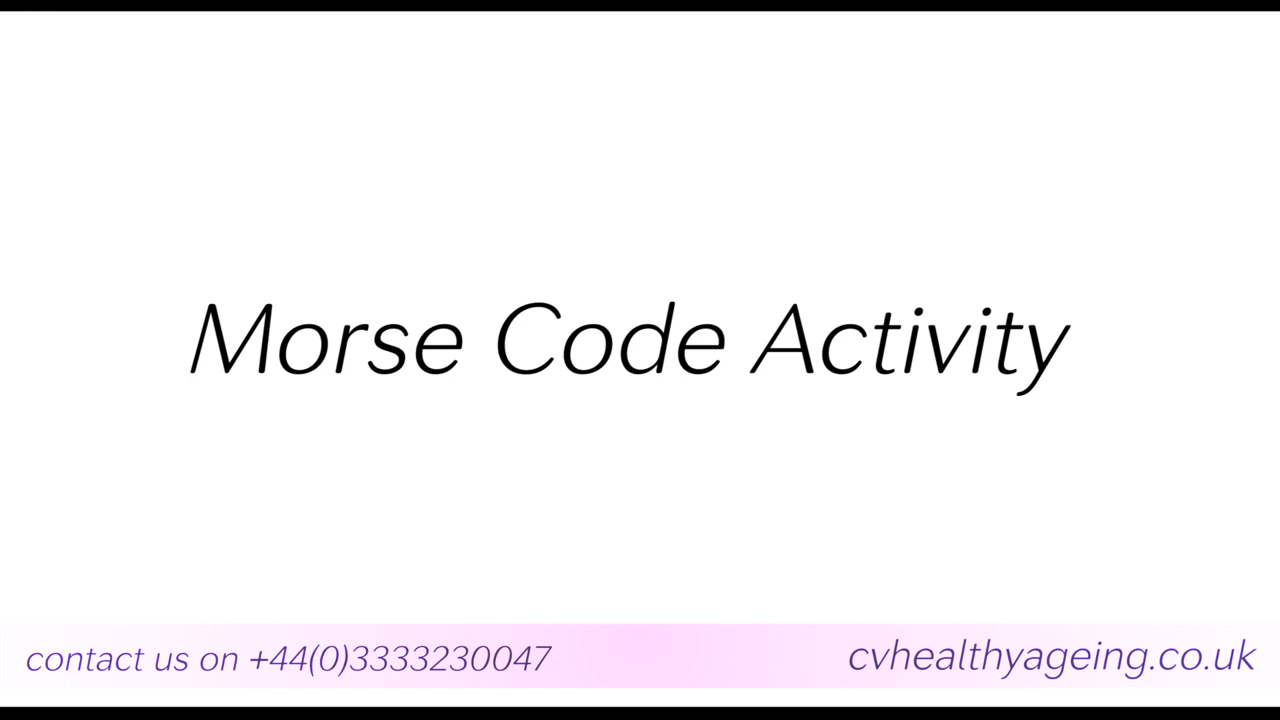 Morse Code Activity
contact us on +44(0)3333230047
cvhealthyageing.co.uk